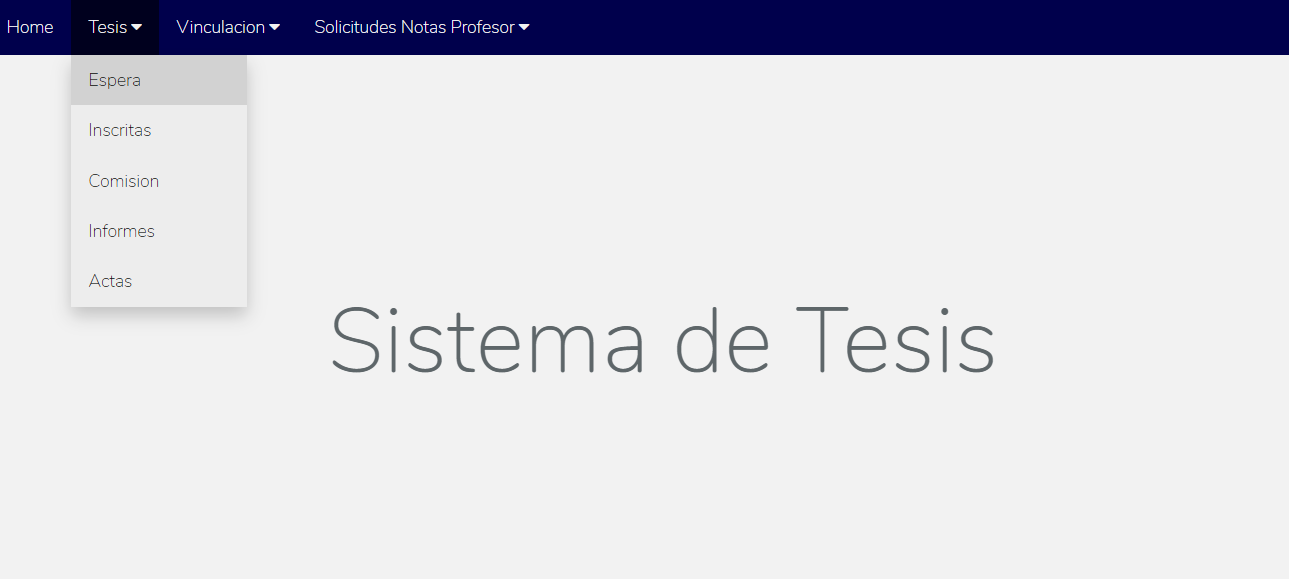 Home Tesis Vinculacion Solicitudes Notas Profesor
Espera
Inscritas
Comision
Informes
Actas
Sistema de Tesis